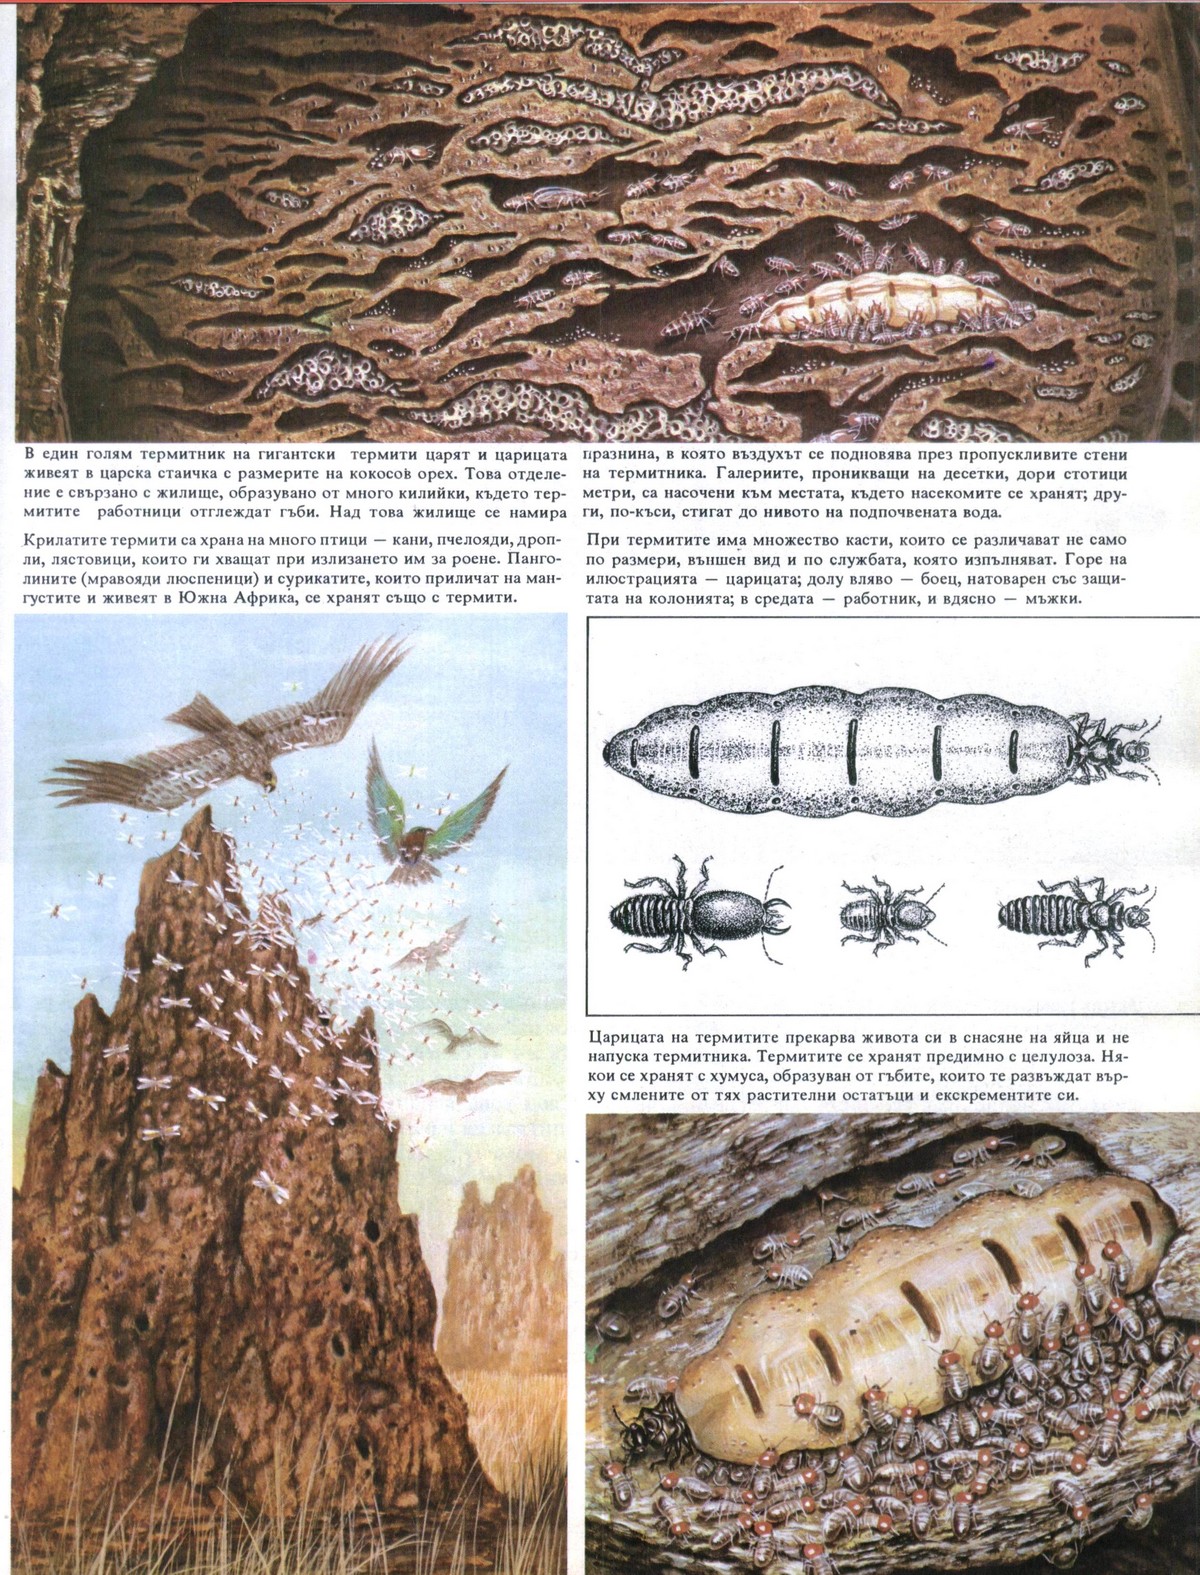 В един голям термитник на гигантски термити царят и царицата
живеят в царска стаичка с размерите на кокосов орех. Това отделе-
ние е свързано с жилище, образувано от много килийки, където тер-
митите работници отглеждат гъби. Над това жилище се намира
празнина, в която въздухът се подновява през пропускливите стени
на термитника. Галериите, проникващи на десетки, дори стотици
метри, са насочени към местата, където насекомите се хранят; дру-
ги, по-къси, стигат до нивото на подпочвената вода.
Крилатите термити са храна на много птици — кани, пчелояди, дроп-
ли, лястовици, които ги хващат при излизането им за роене. Панго-
лините (мравояди люспеници) и сурикатите, които приличат на ман-
густите и живеят в Южна Африка, се хранят също с термити.
При термитите има множество касти, които се различават не само
по размери, външен вид и по службата, която изпълняват. Горе на
илюстрацията — царицата; долу вляво — боец, натоварен със защи-
тата на колонията; в средата — работник, и вдясно — мъжки.
Царицата на термитите прекарва живота си в снасяне на яйца и не
напуска термитника. Термитите се хранят предимно с целулоза. Ня-
кои се хранят с хумуса, образуван от гъбите, които те развъждат вър-
ху смлените от тях растителни остатъци и екскрементите си.